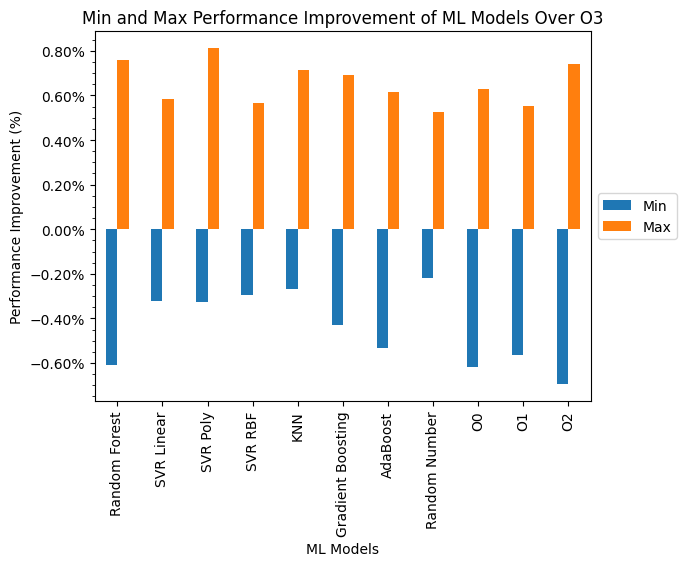 Min and Max Performance Improvement of ML Models Over O3
Performance Improvement (%)
0.80%
0.60%
0.40%
0.20%
0.00%
−0.20%
−0.40%
−0.60%
Min
Max
Random Forest
SVR Linear
SVR Poly
SVR RBF
KNN
Gradient Boosting
AdaBoost
Random Number
O0
O1
O2
ML Models